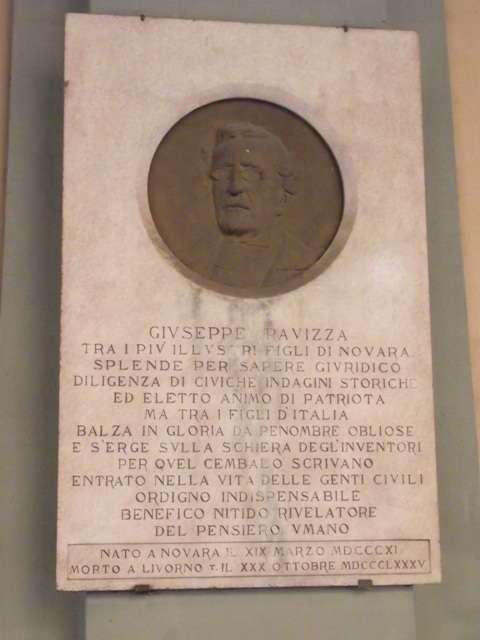 GIVSEPPE RAVIZZA
TRA I PIV' ILLVSTRI FIGLI DI NOVARA
SPLENDE PER SAPERE GIVRIDICO
DILIGENZA DI CIVICHE INDAGINI STORICHE
ED ELETTO ANIMO DI PATRIOTA
MA TRA I FIGLI D'ITALIA
BALZA IN GLORIA DA PENOMBRE OBLIOSE
E S'ERGE SVLLA SCHIERA DEGL'INVENTORI
PER QVEL CEMBALO SCRIVANO
ENTRATO NELLA VITA DELLE GENTI CIVILI
ORDIGNO INDISPENSABILE
BENEFICO NITIDO RIVELATORE
DEL PENSIERO VMANO
NATO A NOVARA IL XIX MARZO MDCCCXI
MORTO A LIVORNO T. IL XXX OTTOBRE MDCCCLXXXV